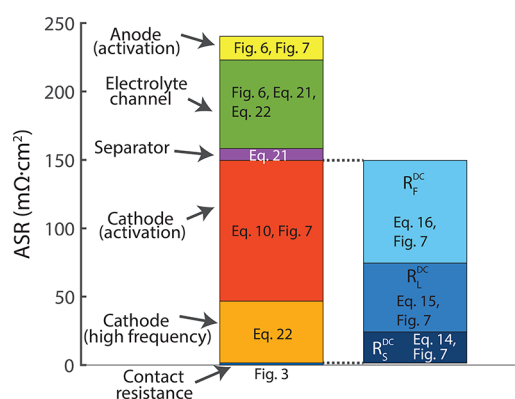 250
200
150
100
50
0
ASR (mΩ·cm²)
Anode
(activation)
Electrolyte
channel
Separator
Cathode
(activation)
Cathode
(high frequency)
Contact
resistance
Fig. 6, Fig. 7
Fig. 6, Eq. 21,
Eq. 22
Eq. 21
Eq. 10, Fig. 7
Eq. 22
Fig. 3
R_F^DC
Eq. 16,
Fig. 7
R_L^DC
Eq. 15,
Fig. 7
R_S^DC Eq. 14,
Fig. 7